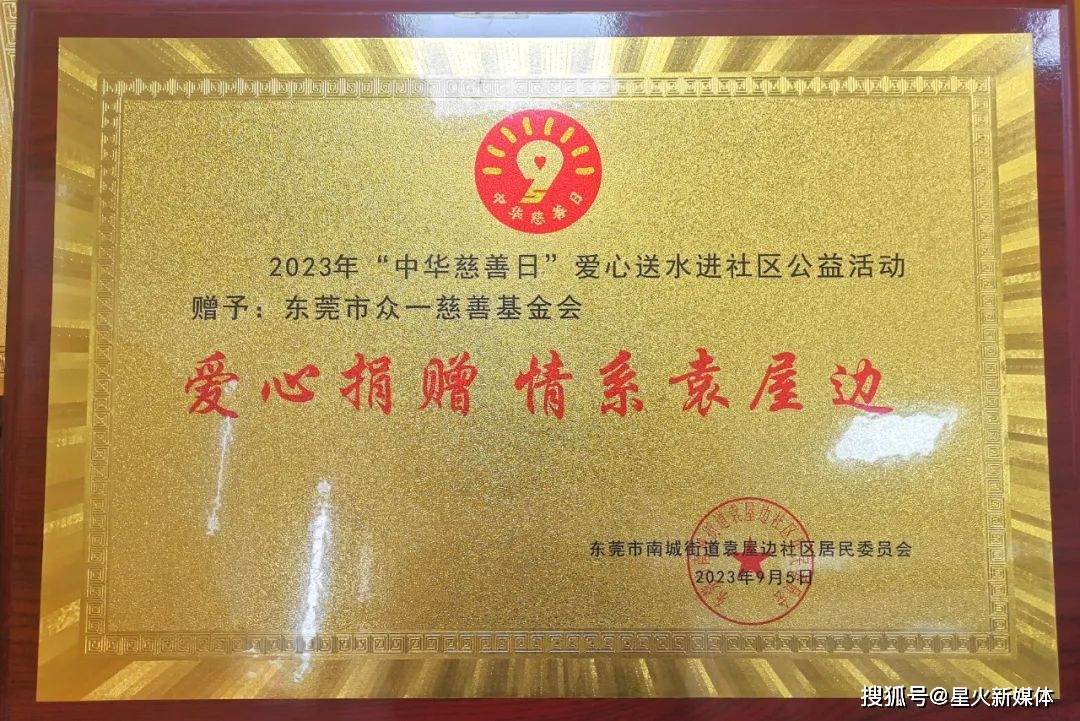 中华慈善日
2023年“中华慈善日”爱心送水进社区公益活动
赠予：东莞市众一慈善基金会
爱心捐赠 情系袁屋边
东莞市南城街道袁屋边社区居民委员会
2023年9月5日
搜狐号@星火新媒体